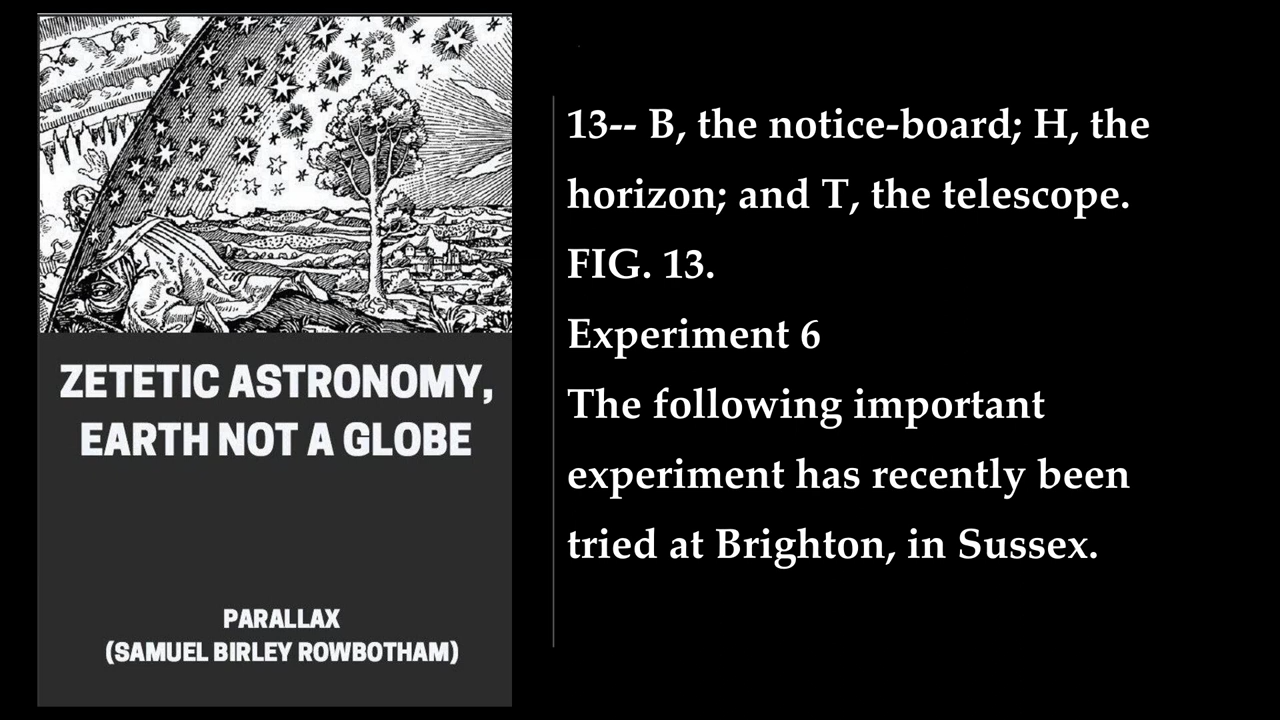 ZETETIC ASTRONOMY,
EARTH NOT A GLOBE
PARALLAX
(SAMUEL BIRLEY ROWBOTHAM)
13-- B, the notice-board; H, the
horizon; and T, the telescope.
FIG. 13.
Experiment 6
The following important
experiment has recently been
tried at Brighton, in Sussex.